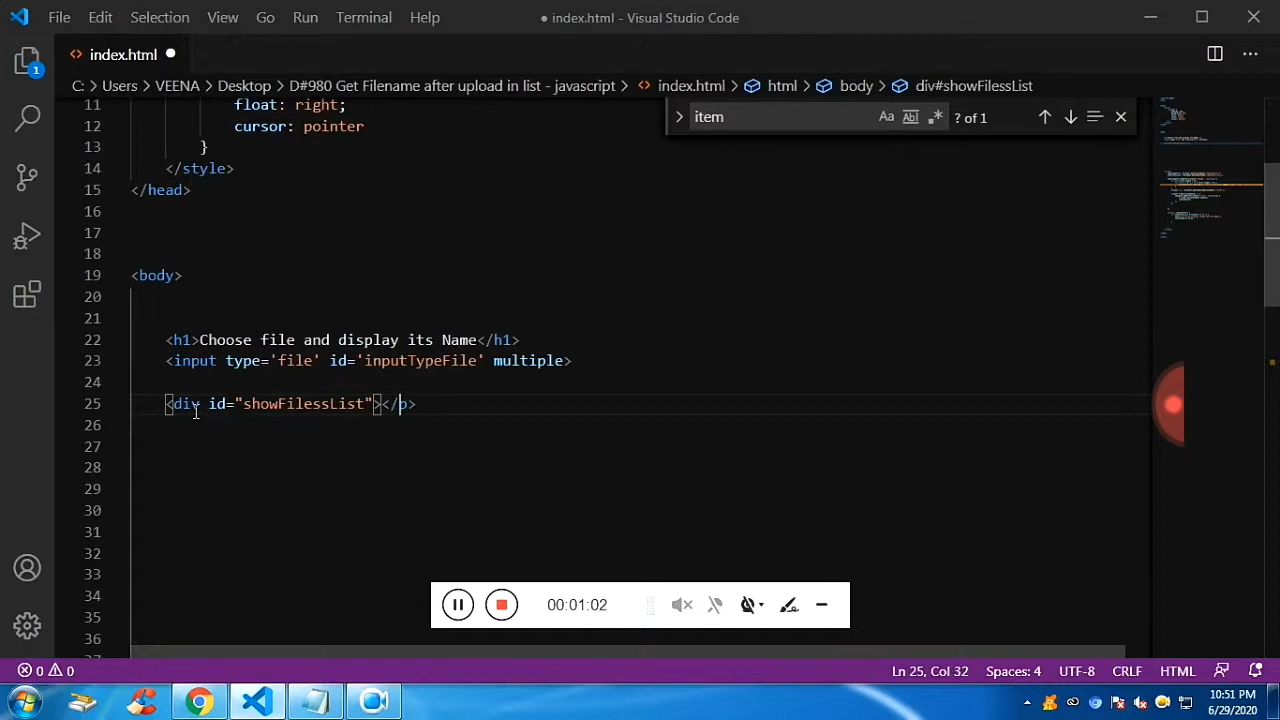 File Edit Selection View Go Run Terminal Help ● index.html - Visual Studio Code
<> index.html ●
C: > Users > VEENA > Desktop > D#980 Get Filename after upload in list - javascript > <> index.html > html > body > div#showFilessList
1
item Aa Abl .* ? of 1
11 float: right;
12 cursor: pointer
13 }
14 </style>
15 </head>
16
17
18
19 <body>
20
21
22 <h1>Choose file and display its Name</h1>
23 <input type='file' id='inputTypeFile' multiple>
24
25 <div id="showFilessList"></p>
26
27
28
29
30
31
32
33
34
35
36
00:01:02
0 0 Ln 25, Col 32 Spaces: 4 UTF-8 CRLF HTML
10:51 PM
6/29/2020